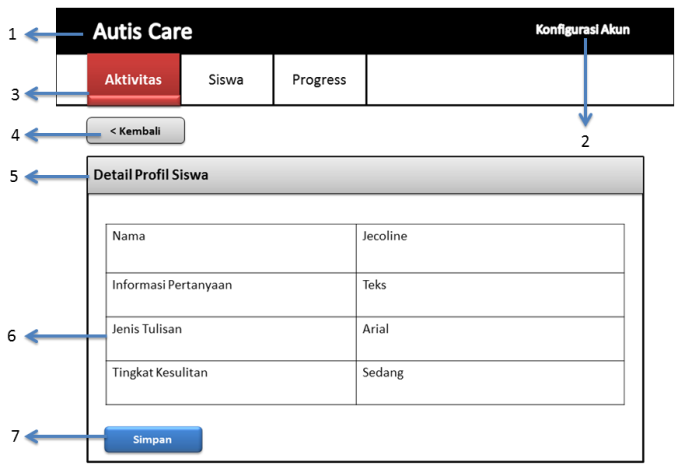 1 Autis Care Konfigurasi Akun
Aktivitas Siswa Progress
3
4 < Kembali
2
5 Detail Profil Siswa
Nama Jecoline
Informasi Pertanyaan Teks
6 Jenis Tulisan Arial
Tingkat Kesulitan Sedang
7 Simpan